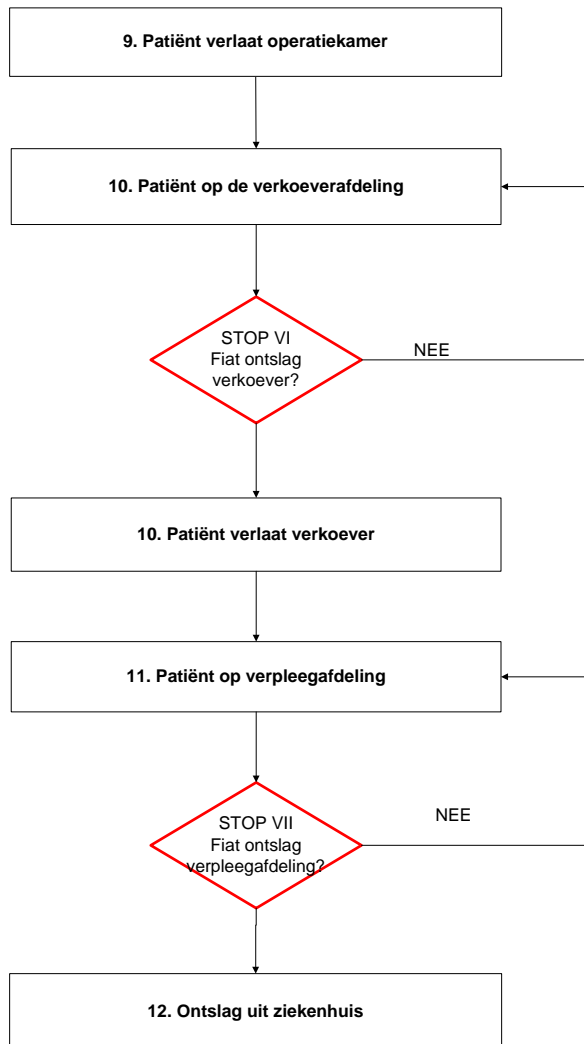 9. Patiënt verlaat operatiekamer
10. Patiënt op de verkoeverafdeling
STOP VI
Fiat ontslag
verkoever?
NEE
10. Patiënt verlaat verkoever
11. Patiënt op verpleegafdeling
STOP VII
Fiat ontslag
verpleegafdeling?
NEE
12. Ontslag uit ziekenhuis